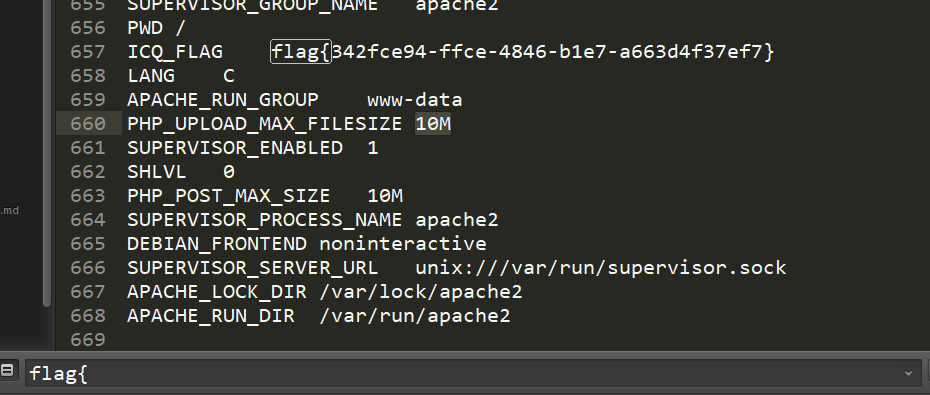 655 SUPERVISOR_GROUP_NAME apache2
656 PWD /
657 ICQ_FLAG flag{342fce94-ffce-4846-b1e7-a663d4f37ef7}
658 LANG C
659 APACHE_RUN_GROUP www-data
660 PHP_UPLOAD_MAX_FILESIZE 10M
661 SUPERVISOR_ENABLED 1
662 SHLVL 0
.md
663 PHP_POST_MAX_SIZE 10M
664 SUPERVISOR_PROCESS_NAME apache2
665 DEBIAN_FRONTEND noninteractive
666 SUPERVISOR_SERVER_URL unix:///var/run/supervisor.sock
667 APACHE_LOCK_DIR /var/lock/apache2
668 APACHE_RUN_DIR /var/run/apache2
669
flag{